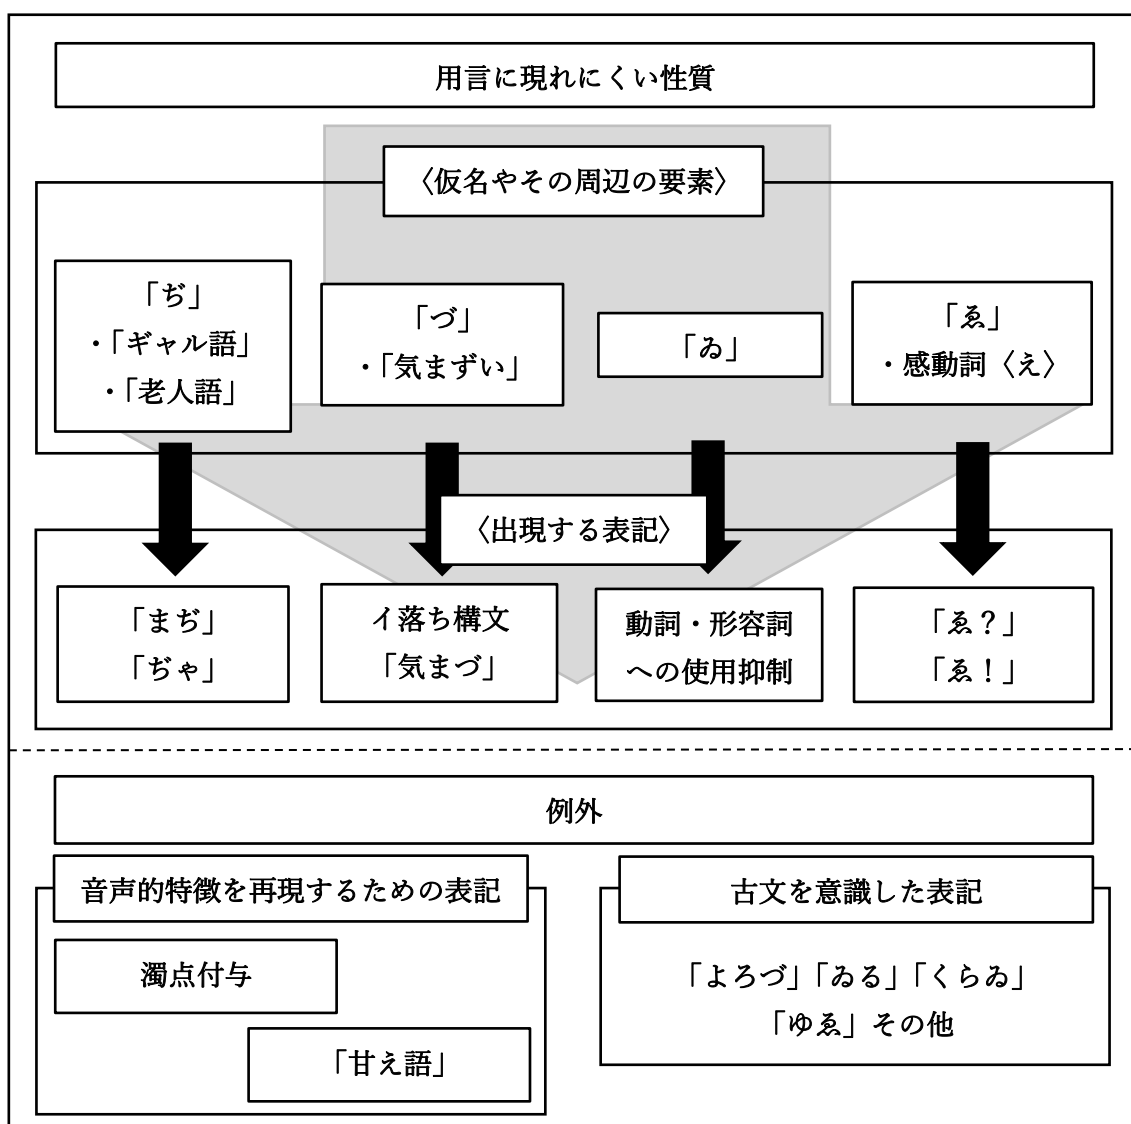 用言に現れにくい性質
〈仮名やその周辺の要素〉
「ぢ」
・「ギャル語」
・「老人語」
「づ」
・「気まずい」
「ゐ」
「ゑ」
・感動詞〈え〉
〈出現する表記〉
「まぢ」
「ぢゃ」
イ落ち構文
「気まづ」
動詞・形容詞
への使用抑制
「ゑ？」
「ゑ！」
例外
音声的特徴を再現するための表記
濁点付与
「甘え語」
古文を意識した表記
「よろづ」「ゐる」「くらゐ」
「ゆゑ」その他